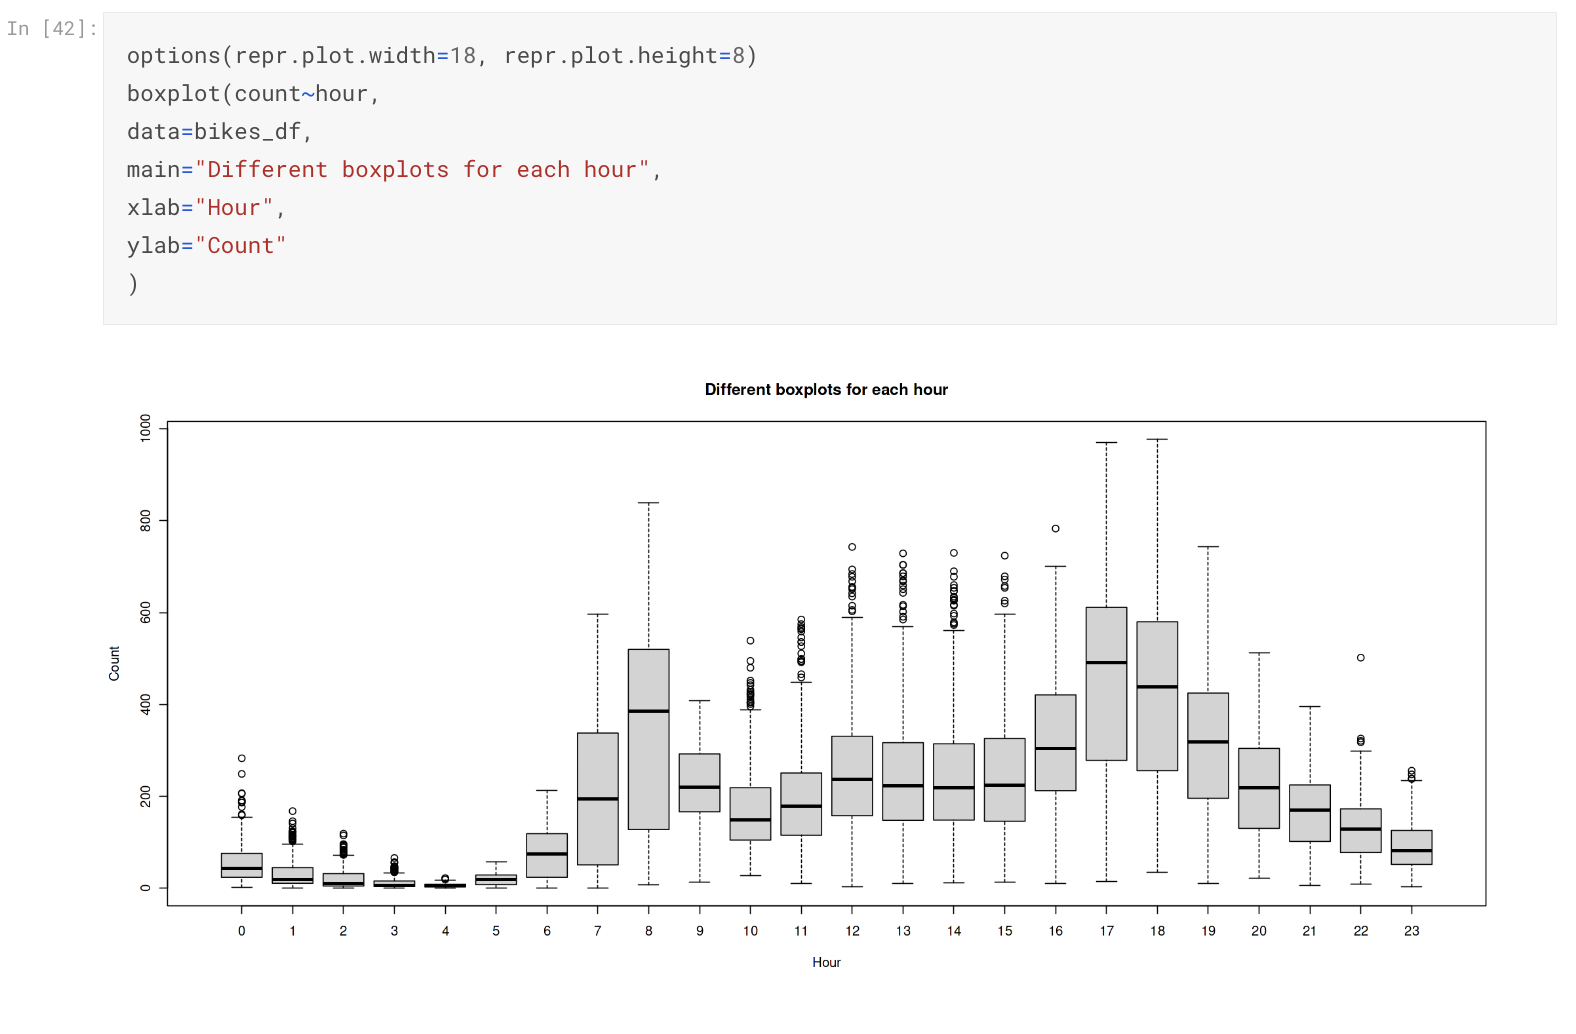 In [42]:
options(repr.plot.width=18, repr.plot.height=8)
boxplot(count~hour,
data=bikes_df,
main="Different boxplots for each hour",
xlab="Hour",
ylab="Count"
)
Different boxplots for each hour
1000
800
600
400
200
0
Count
0 1 2 3 4 5 6 7 8 9 10 11 12 13 14 15 16 17 18 19 20 21 22 23
Hour